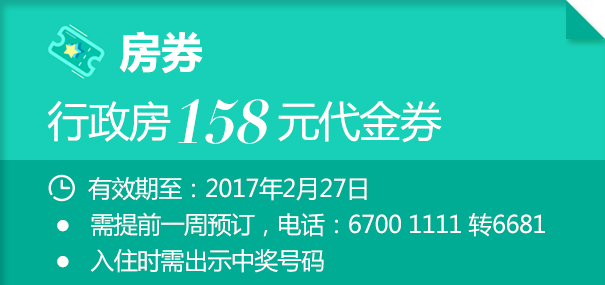 房券
行政房158元代金券
有效期至：2017年2月27日
需提前一周预订，电话：6700 1111 转6681
入住时需出示中奖号码